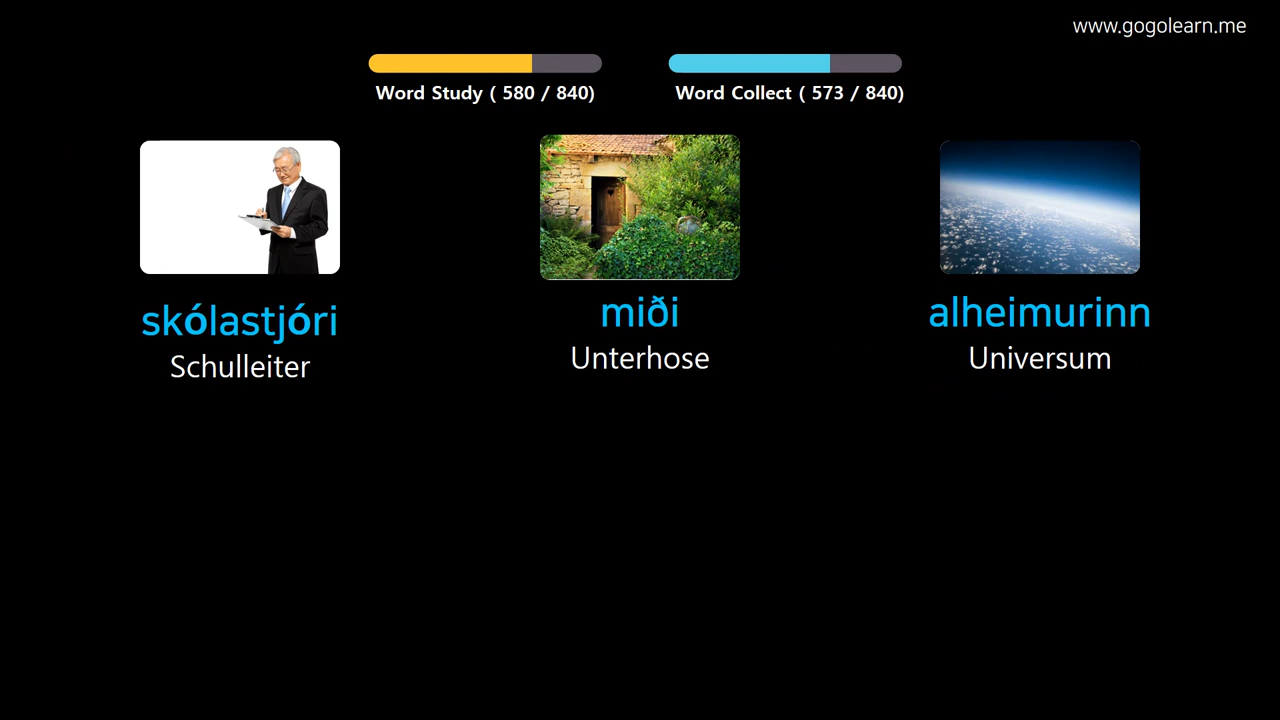 www.gogolearn.me
Word Study ( 580 / 840)
Word Collect ( 573 / 840)
skólastjóri
Schulleiter
miði
Unterhose
alheimurinn
Universum